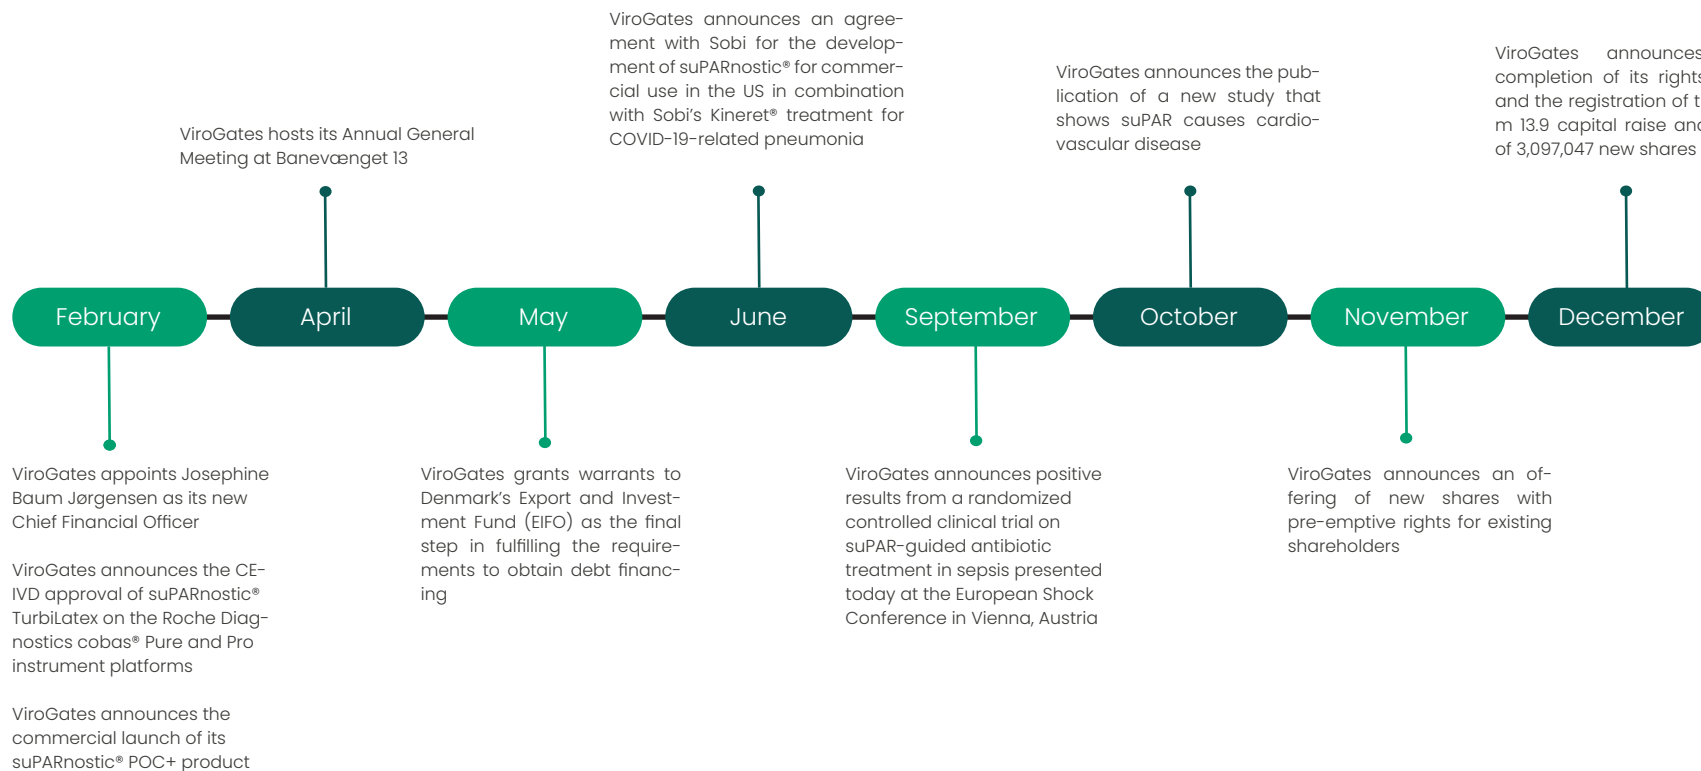 ViroGates announces an agree-
ment with Sobi for the develop-
ment of suPARnostic® for commer-
cial use in the US in combination
with Sobi's Kineret® treatment for
COVID-19-related pneumonia
ViroGates announces
completion of its rights
and the registration of
m 13.9 capital raise
of 3,097,047 new shares
ViroGates announces the pub-
lication of a new study that
shows suPAR causes cardio-
vascular disease
ViroGates hosts its Annual General
Meeting at Banevænget 13
February
April
May
June
September
October
November
December
ViroGates appoints Josephine
Baum Jørgensen as its new
Chief Financial Officer
ViroGates announces the CE-
IVD approval of suPARnostic®
TurbiLatex on the Roche Diag-
nostics cobas® Pure and Pro
instrument platforms
ViroGates announces the
commercial launch of its
suPARnostic® POC+ product
ViroGates grants warrants to
Denmark's Export and Invest-
ment Fund (EIFO) as the final
step in fulfilling the require-
ments to obtain debt financ-
ing
ViroGates announces positive
results from a randomized
controlled clinical trial on
suPAR-guided antibiotic
treatment in sepsis presented
today at the European Shock
Conference in Vienna, Austria
ViroGates announces an of-
fering of new shares with
pre-emptive rights for existing
shareholders